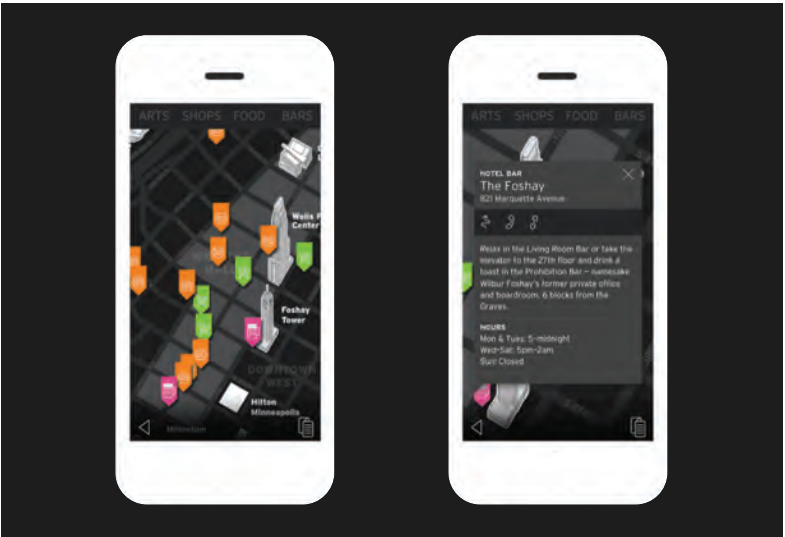 ARTS SHOPS FOOD BARS
Wells F
Center
Foshay
Tower
DOWNTOWN
WEST
Hilton
Minneapolis
ARTS SHOPS FOOD BARS
HOTEL BAR
The Foshay
821 Marquette Avenue
Relax in the Living Room Bar or take the
elevator to the 27th floor and drink a
toast in the Prohibition Bar – namesake
Wilbur Foshay's former private office
and boardroom. 6 blocks from the
Graves.
HOURS
Mon & Tues: 5-midnight
Wed-Sat: 5pm-2am
Sun: Closed